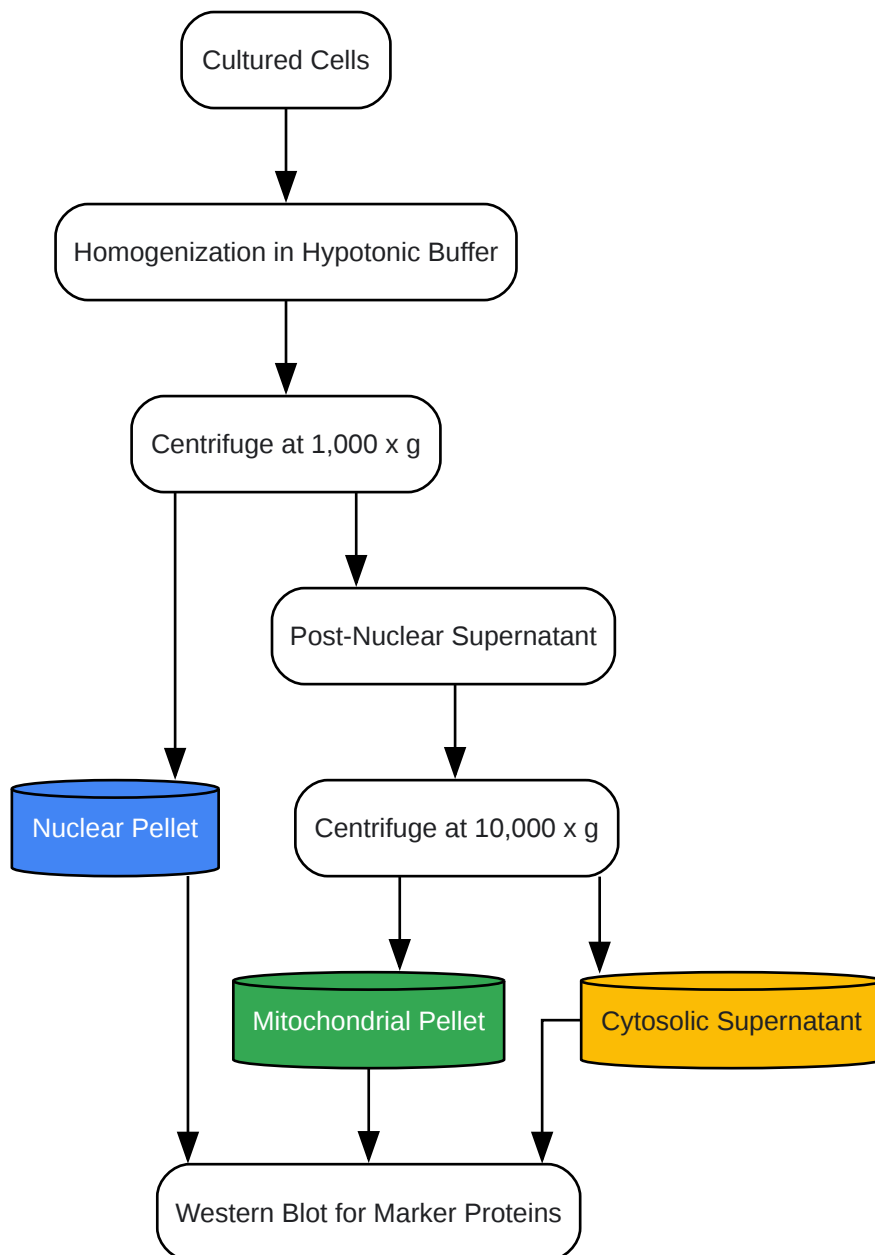 Cultured Cells
Homogenization in Hypotonic Buffer
Centrifuge at 1,000 x g
Post-Nuclear Supernatant
Nuclear Pellet
Centrifuge at 10,000 x g
Mitochondrial Pellet
Cytosolic Supernatant
Western Blot for Marker Proteins